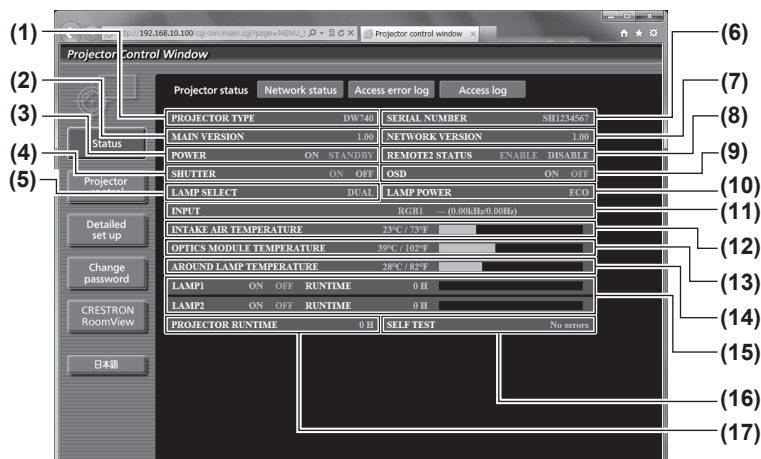 http://192.168.10.100/cgi-bin/main.cgi?page=MENU_
Projector control window
Projector Control Window
Projector status
Network status
Access error log
Access log
Status
Projector control
Detailed
set up
Change
password
CRESTRON
RoomView
日本語
PROJECTOR TYPE DW740
SERIAL NUMBER SH1234567
MAIN VERSION 1.00
NETWORK VERSION 1.00
POWER ON STANDBY
REMOTE2 STATUS ENABLE DISABLE
SHUTTER ON OFF
OSD ON OFF
LAMP SELECT DUAL
LAMP POWER ECO
INPUT RGB1 — (0.00kHz/0.00Hz)
INTAKE AIR TEMPERATURE 23°C / 73°F
OPTICS MODULE TEMPERATURE 39°C / 102°F
AROUND LAMP TEMPERATURE 28°C / 82°F
LAMP1 ON OFF RUNTIME 0 H
LAMP2 ON OFF RUNTIME 0 H
PROJECTOR RUNTIME 0 H
SELF TEST No errors
(1)
(2)
(3)
(4)
(5)
(6)
(7)
(8)
(9)
(10)
(11)
(12)
(13)
(14)
(15)
(16)
(17)